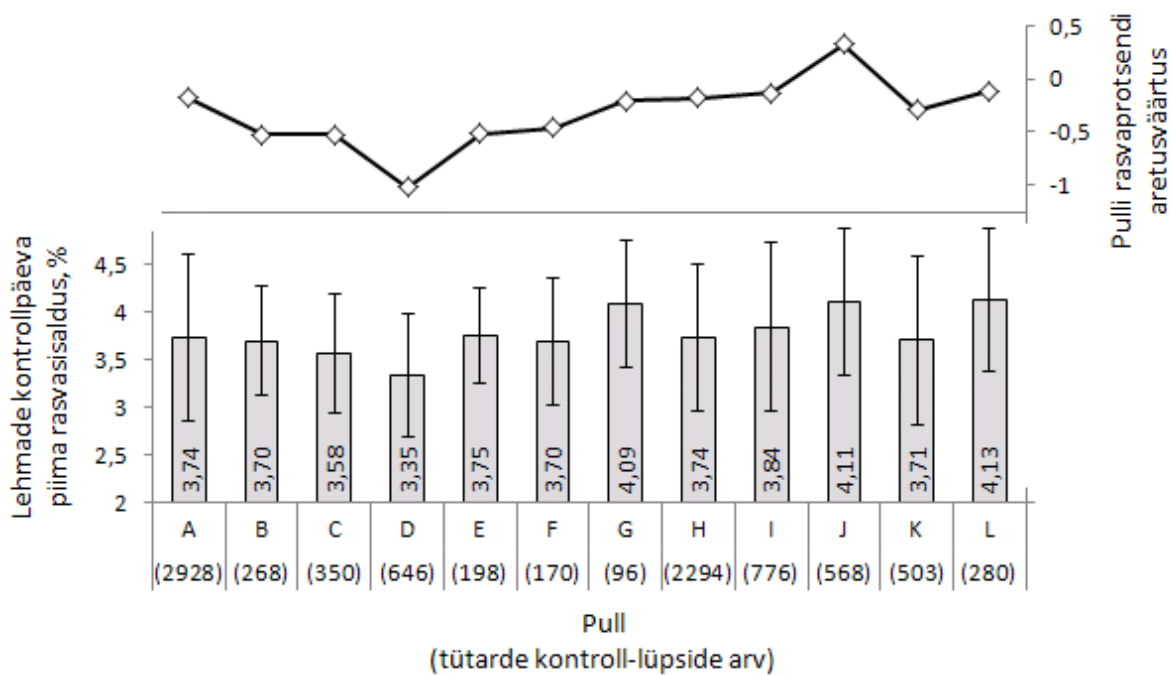 0,5
0
-0,5
-1
Pulli rasvaprotsendi
aretusväärtus
Lehmade kontrollpäeva
piima rasvasisaldus, %
4,5
4
3,5
3
2,5
2
3,74 3,70 3,58 3,35 3,75 3,70 4,09 3,74 3,84 4,11 3,71 4,13
A B C D E F G H I J K L
(2928) (268) (350) (646) (198) (170) (96) (2294) (776) (568) (503) (280)
Pull
(tütarde kontroll-lüpside arv)